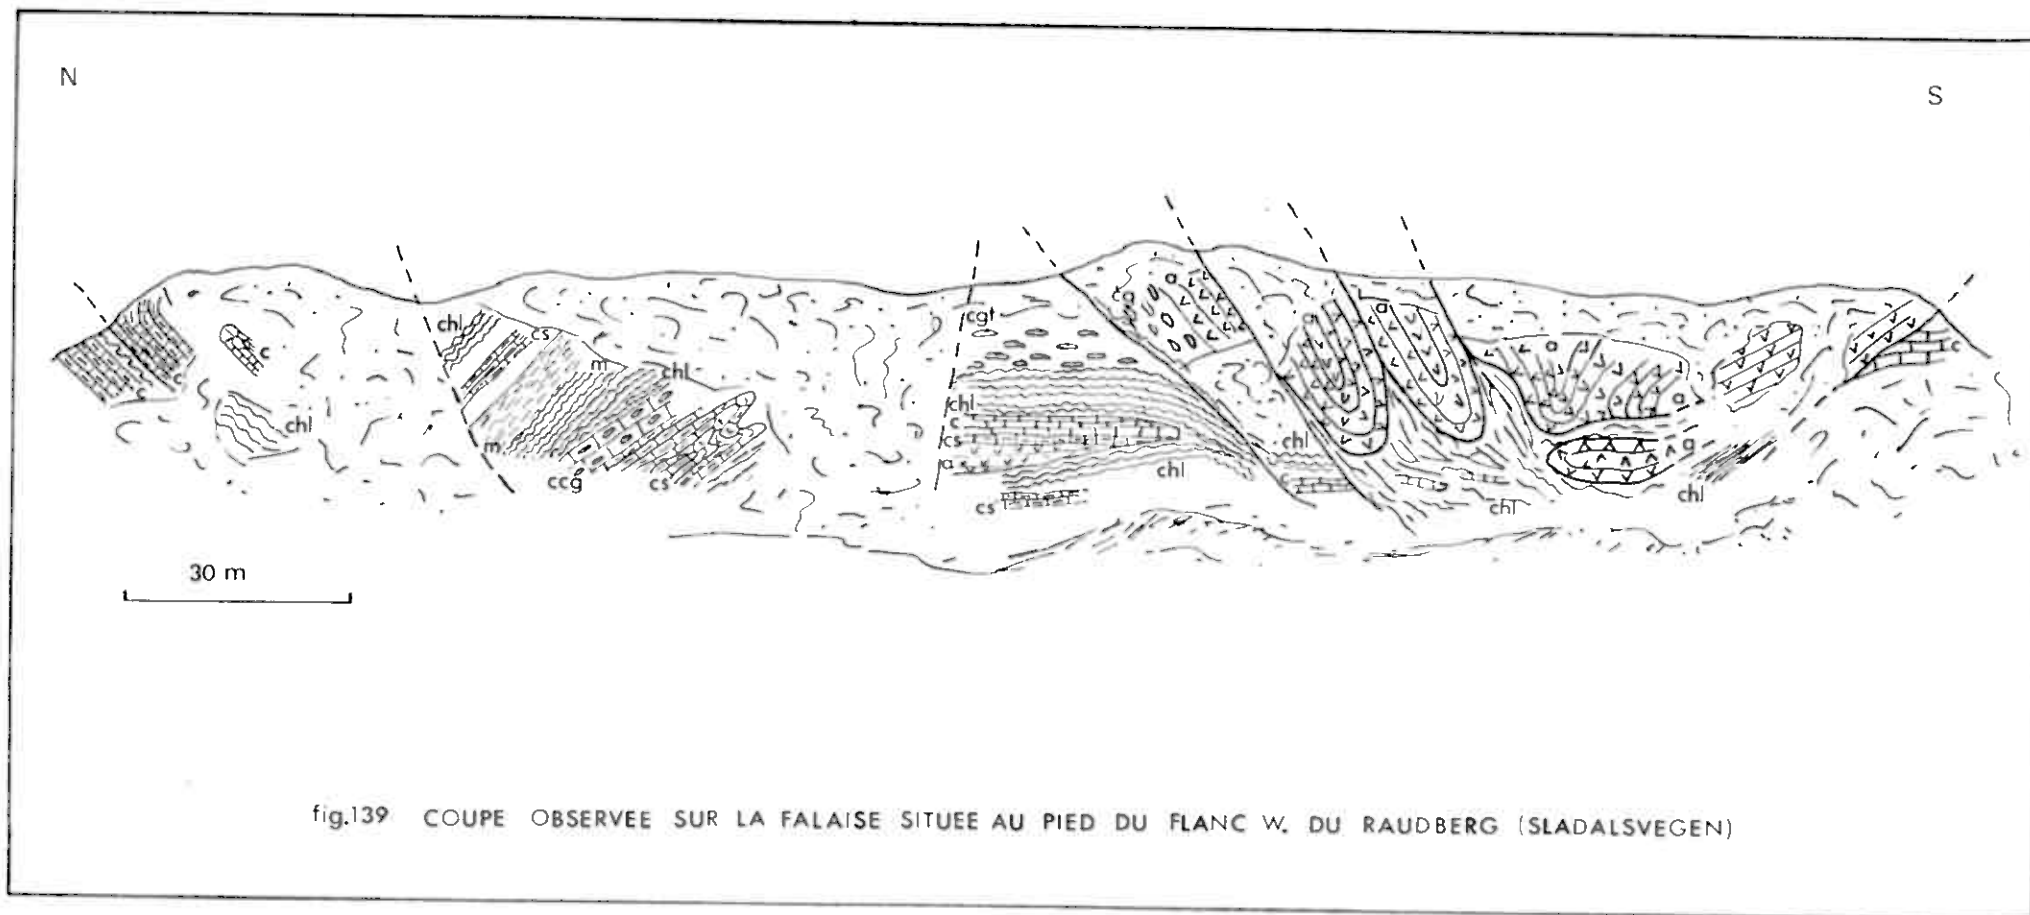 N
S
cgt
a
a
a
a
chl
cs
m
chl
c
chl
c
c
chl
c
cs
a
chl
cs
m
ccg
cs
chl
c
chl
a
a
g
chl
c
30 m
fig.139 COUPE OBSERVEE SUR LA FALAISE SITUEE AU PIED DU FLANC W. DU RAUDBERG (SLADALSVEGEN)